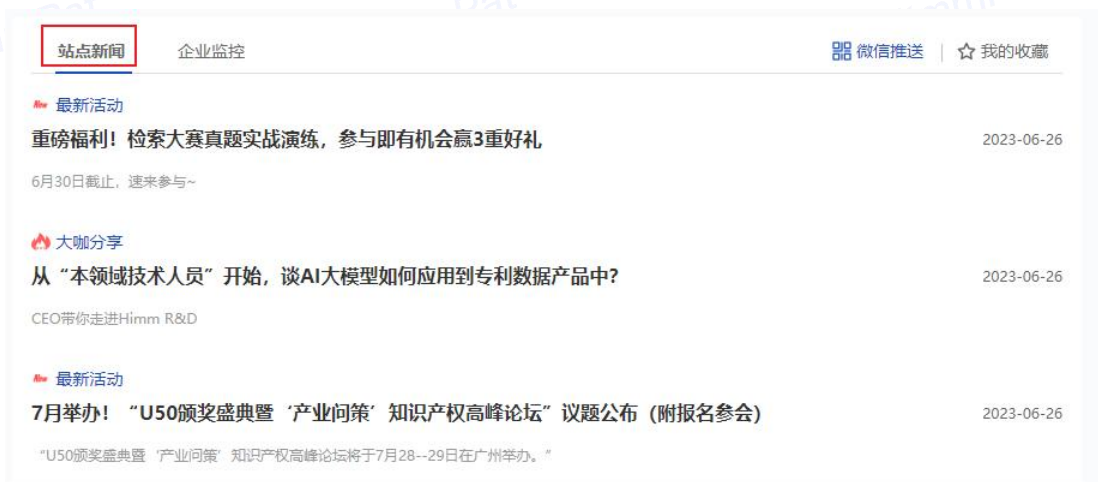 站点新闻 企业监控 微信推送 | 我的收藏
New 最新活动
重磅福利！检索大赛真题实战演练，参与即有机会赢3重好礼 2023-06-26
6月30日截止，速来参与~
大咖分享
从“本领域技术人员”开始，谈AI大模型如何应用到专利数据产品中？ 2023-06-26
CEO带你走进Himm R&D
New 最新活动
7月举办！“U50颁奖盛典暨‘产业问策’知识产权高峰论坛”议题公布（附报名参会） 2023-06-26
“U50颁奖盛典暨‘产业问策’知识产权高峰论坛将于7月28--29日在广州举办。”